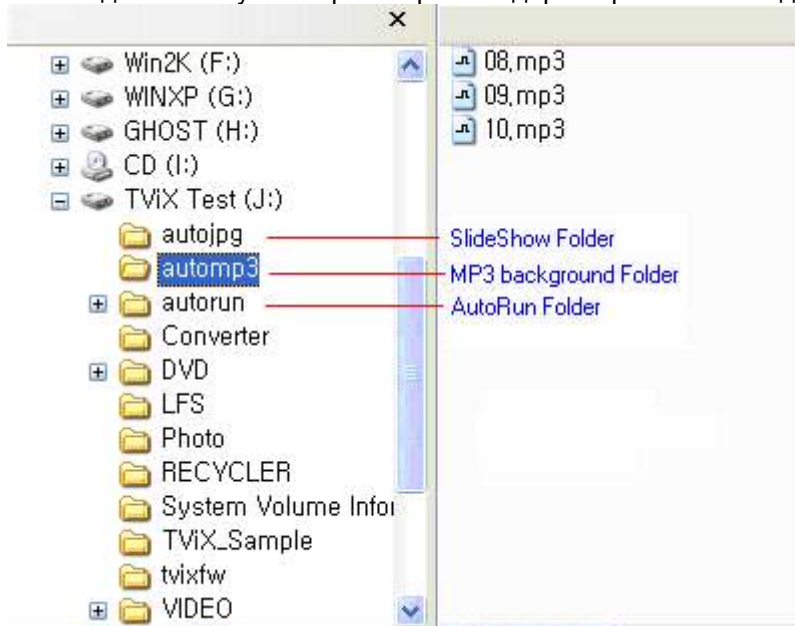 Win2K (F:)
WINXP (G:)
GHOST (H:)
CD (I:)
TViX Test (J:)
autojpg
automp3
autorun
Converter
DVD
LFS
Photo
RECYCLER
System Volume Infor
TViX_Sample
tvixfw
VIDEO
08.mp3
09.mp3
10.mp3
SlideShow Folder
MP3 background Folder
AutoRun Folder